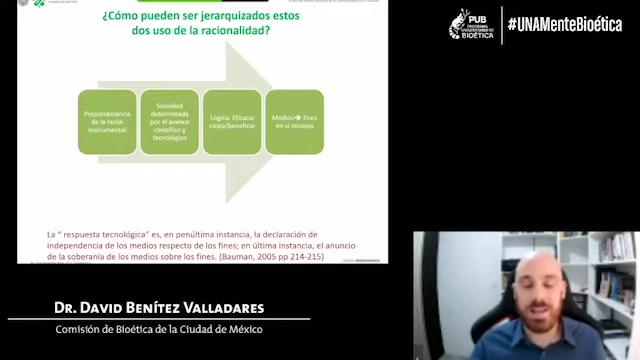 ¿Cómo pueden ser jerarquizados estos
dos uso de la racionalidad?
Preponderancia
de la razón
instrumental
Sociedad
determinada
por el avance
científico y
tecnológico
Lógica: Eficacia
costo/beneficio
Medios→ fines
en sí mismos
La “ respuesta tecnológica” es, en penúltima instancia, la declaración de
independencia de los medios respecto de los fines; en última instancia, el anuncio
de la soberanía de los medios sobre los fines. (Bauman, 2005 pp 214-215)
PUB
PROGRAMA
UNIVERSITARIO DE
BIOÉTICA
#UNAMenteBioética
Dr. David Benítez Valladares
Comisión de Bioética de la Ciudad de México